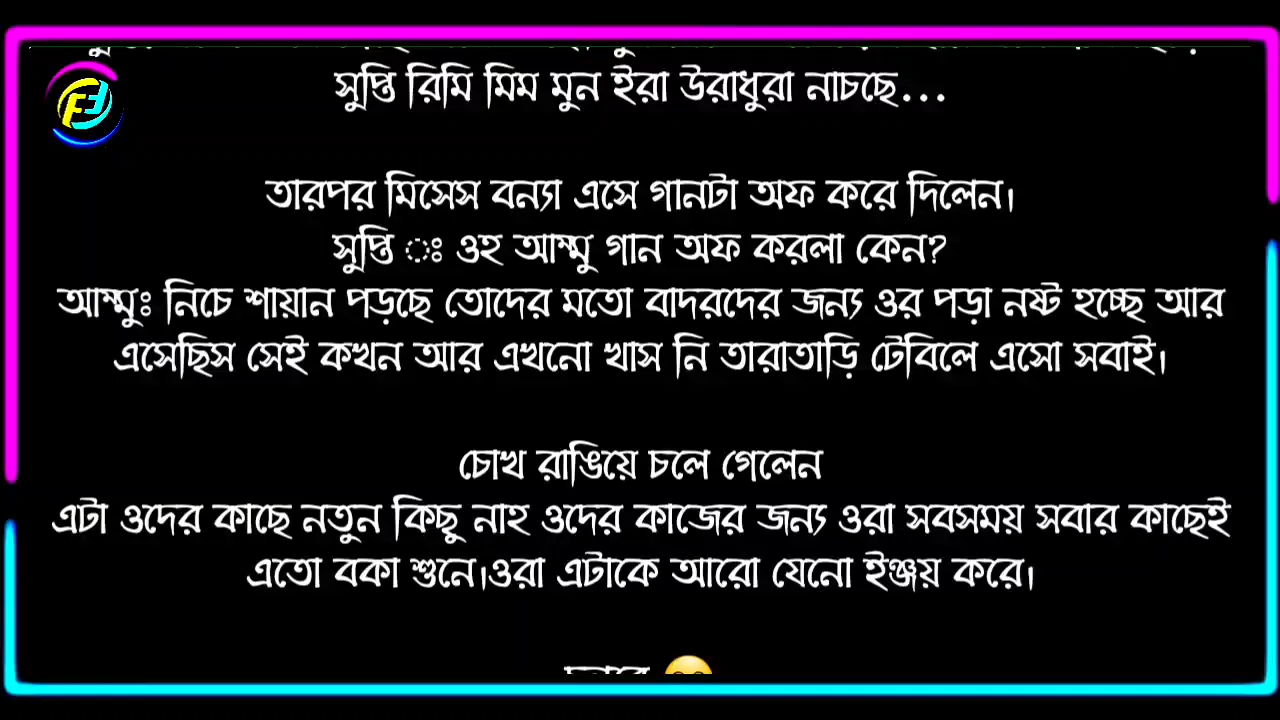 সুপ্তি রিমি মিম মুন ইরা উরাধুরা নাচছে...
তারপর মিসেস বন্যা এসে গানটা অফ করে দিলেন।
সুপ্তি ঃ ওহ আম্মু গান অফ করলা কেন?
আম্মুঃ নিচে শায়ান পড়ছে তোদের মতো বাদরদের জন্য ওর পড়া নষ্ট হচ্ছে আর
এসেছিস সেই কখন আর এখনো খাস নি তারাতাড়ি টেবিলে এসো সবাই।
চোখ রাঙিয়ে চলে গেলেন
এটা ওদের কাছে নতুন কিছু নাহ ওদের কাজের জন্য ওরা সবসময় সবার কাছেই
এতো বকা শুনে।ওরা এটাকে আরো যেনো ইঞ্জয় করে।